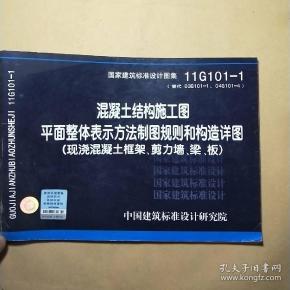 国家建筑标准设计图集 11G101-1
(替代 03G101-1、04G101-4)
混凝土结构施工图
平面整体表示方法制图规则和构造详图
(现浇混凝土框架、剪力墙、梁、板)
国家建筑标准设计
国家建筑标准设计
国家建筑标准设计
中国建筑标准设计研究院
GUOJIAJIANZHUBIAOZHUNSHEJI 11G101-1
孔夫子旧书网